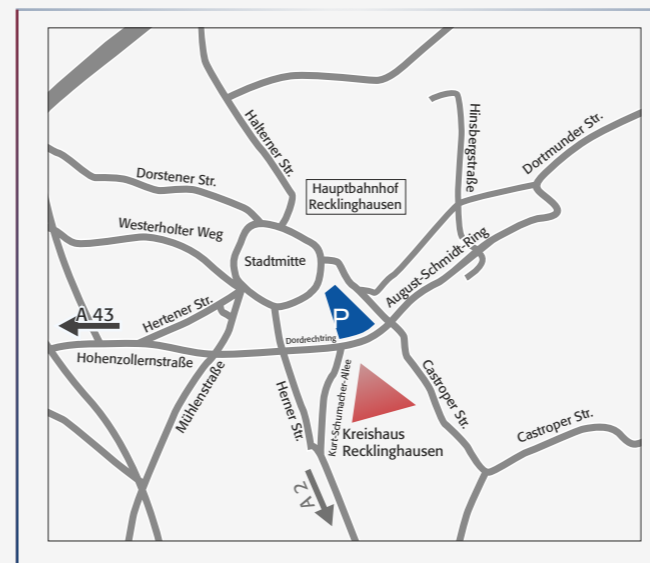 Halterner Str.
Hinsbergstraße
Dortmunder Str.
Dorstener Str.
Hauptbahnhof
Recklinghausen
Westerholter Weg
Stadtmitte
August-Schmidt-Ring
A 43
Hertener Str.
P
Dordrechtring
Hohenzollernstraße
Mühlenstraße
Herner Str.
Kurt-Schumacher-Allee
Castroper Str.
Castroper Str.
Kreishaus
Recklinghausen
A 2